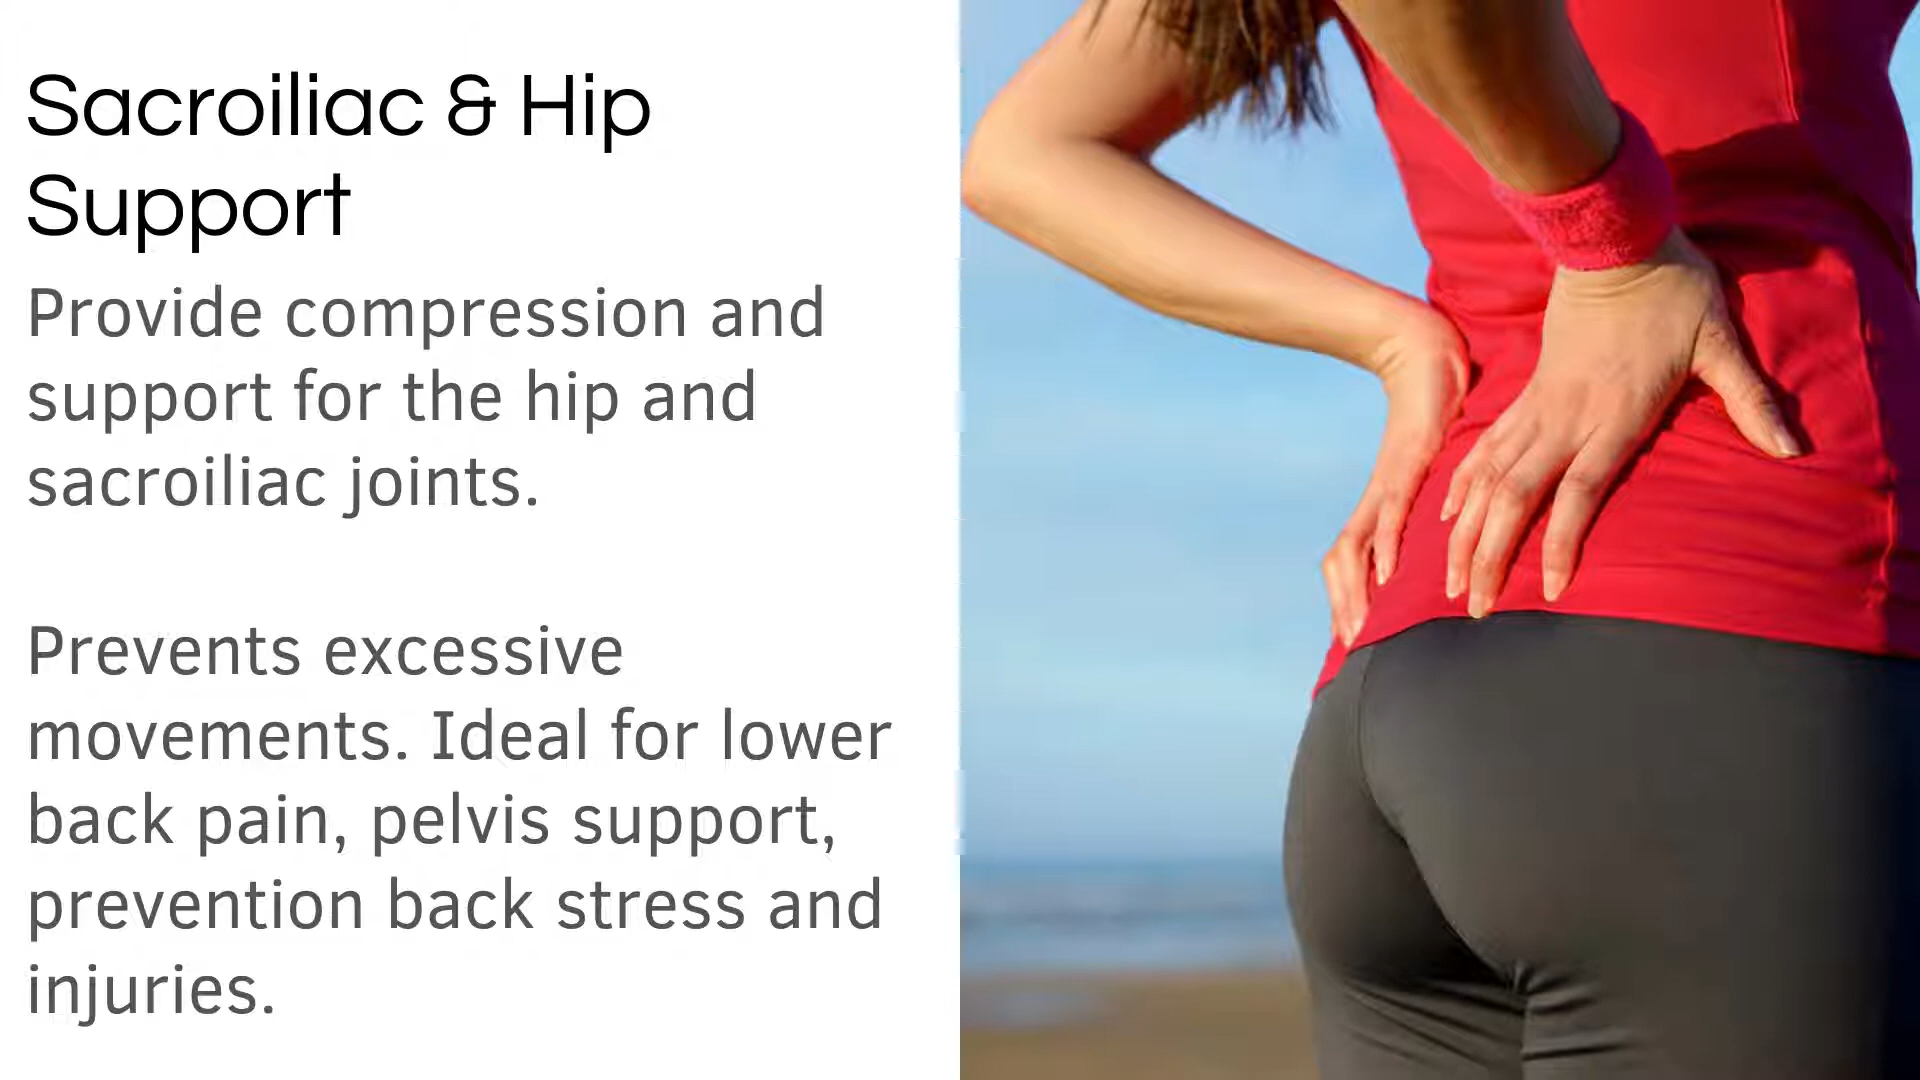 Sacroiliac & Hip
Support
Provide compression and
support for the hip and
sacroiliac joints.
Prevents excessive
movements. Ideal for lower
back pain, pelvis support,
prevention back stress and
injuries.